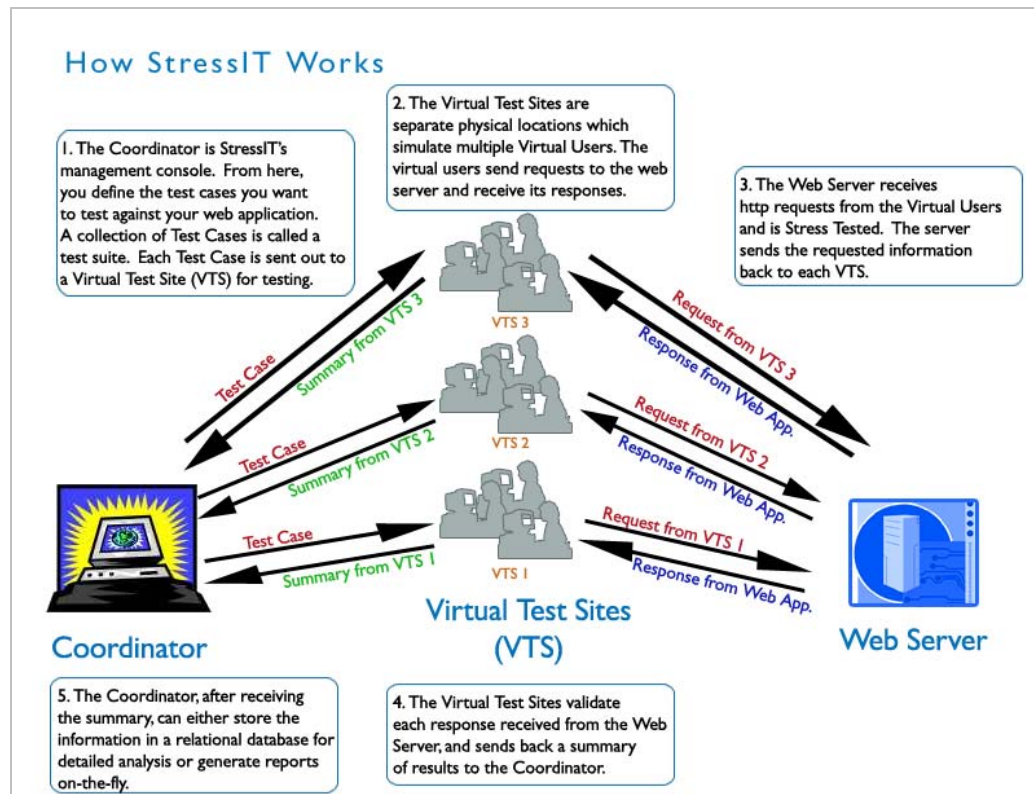 How StressIT Works
1. The Coordinator is StressIT's
management console. From here,
you define the test cases you want
to test against your web application.
A collection of Test Cases is called a
test suite. Each Test Case is sent out to
a Virtual Test Site (VTS) for testing.
2. The Virtual Test Sites are
separate physical locations which
simulate multiple Virtual Users. The
virtual users send requests to the web
server and receive its responses.
3. The Web Server receives
http requests from the Virtual Users
and is Stress Tested. The server
sends the requested information
back to each VTS.
Test Case
Summary from VTS 3
VTS 3
Request from VTS 3
Response from Web App.
Test Case
Summary from VTS 2
VTS 2
Request from VTS 2
Response from Web App.
Test Case
Summary from VTS 1
VTS 1
Request from VTS 1
Response from Web App.
Coordinator
Virtual Test Sites
(VTS)
Web Server
5. The Coordinator, after receiving
the summary, can either store the
information in a relational database for
detailed analysis or generate reports
on-the-fly.
4. The Virtual Test Sites validate
each response received from the Web
Server, and sends back a summary
of results to the Coordinator.